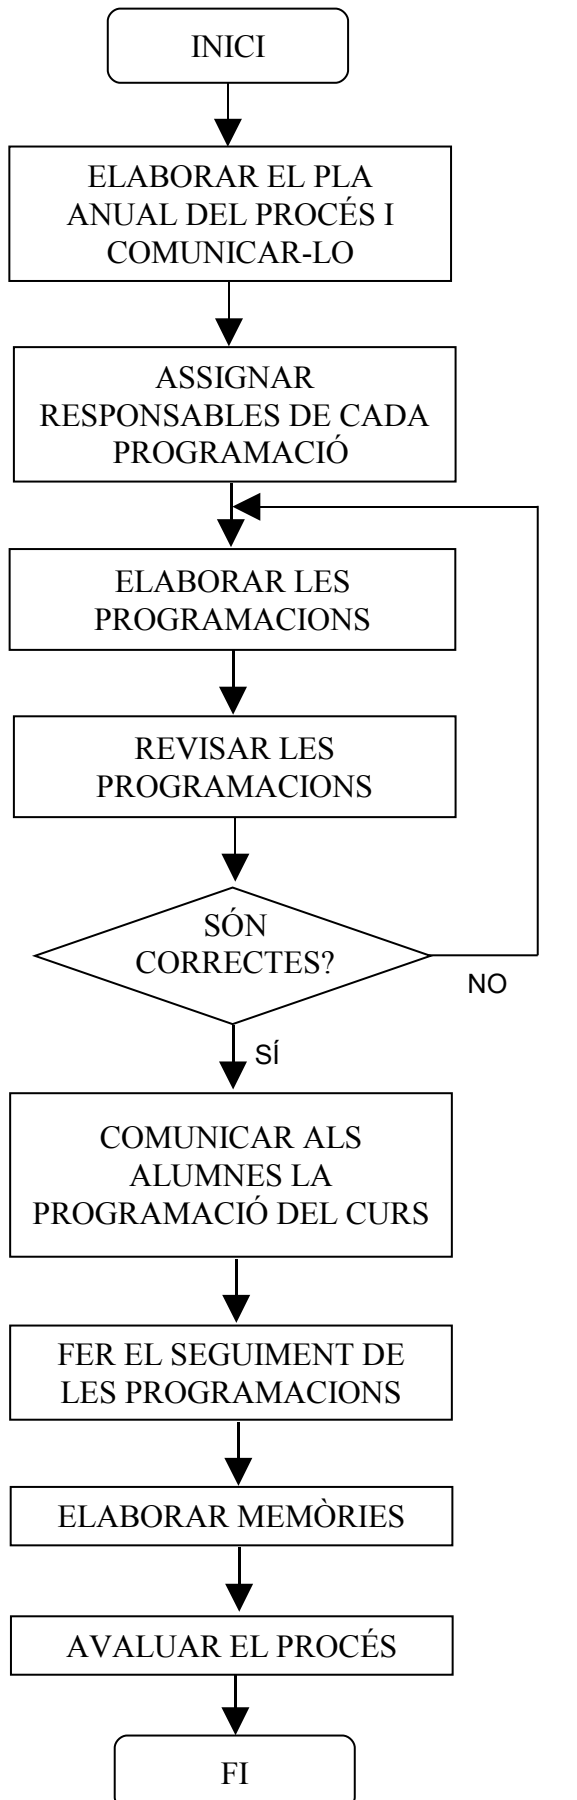 INICI
ELABORAR EL PLA
ANUAL DEL PROCÉS I
COMUNICAR-LO
ASSIGNAR
RESPONSABLES DE CADA
PROGRAMACIÓ
ELABORAR LES
PROGRAMACIONS
REVISAR LES
PROGRAMACIONS
SÓN
CORRECTES?
NO
SÍ
COMUNICAR ALS
ALUMNES LA
PROGRAMACIÓ DEL CURS
FER EL SEGUIMENT DE
LES PROGRAMACIONS
ELABORAR MEMÒRIES
AVALUAR EL PROCÉS
FI